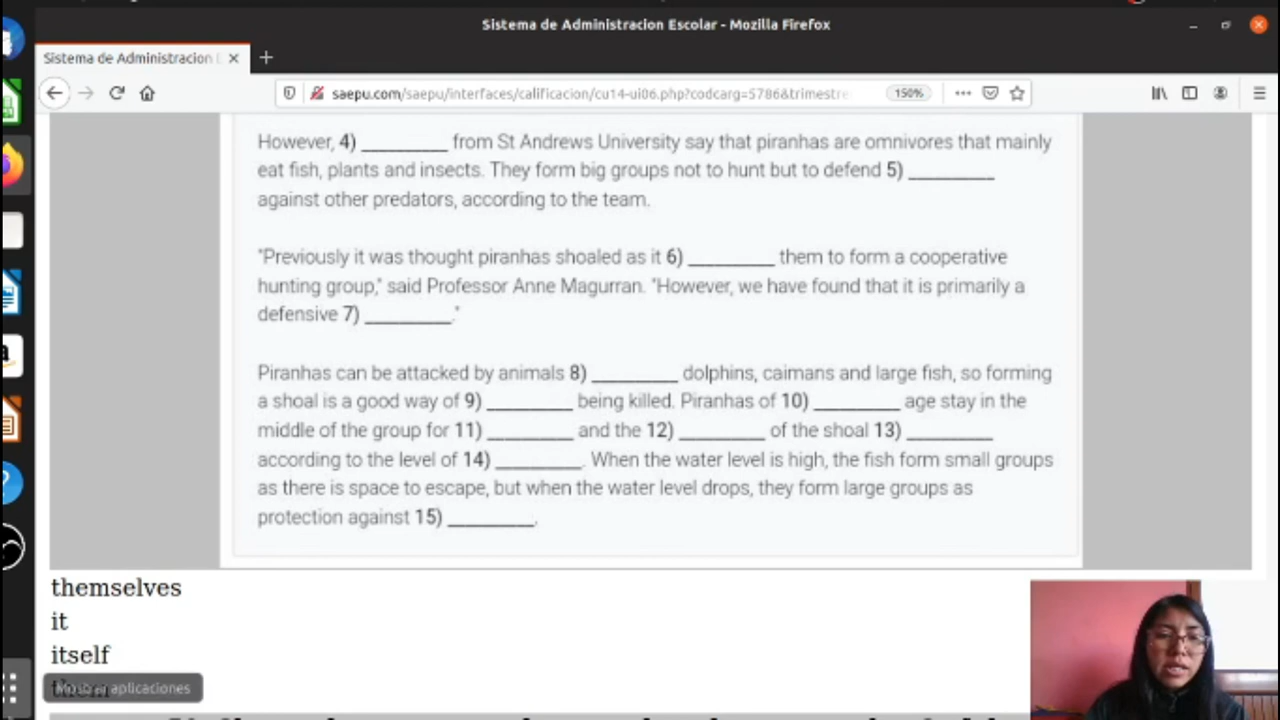 Sistema de Administracion Escolar - Mozilla Firefox
Sistema de Administracion
saepu.com/saepu/interfaces/calificacion/cu14-ui06.php?codcarg=5786&trimestre
150%
However, 4) _________ from St Andrews University say that piranhas are omnivores that mainly
eat fish, plants and insects. They form big groups not to hunt but to defend 5) _________
against other predators, according to the team.
"Previously it was thought piranhas shoaled as it 6) _________ them to form a cooperative
hunting group," said Professor Anne Magurran. "However, we have found that it is primarily a
defensive 7) _________."
Piranhas can be attacked by animals 8) _________ dolphins, caimans and large fish, so forming
a shoal is a good way of 9) _________ being killed. Piranhas of 10) _________ age stay in the
middle of the group for 11) _________ and the 12) _________ of the shoal 13) _________
according to the level of 14) _________. When the water level is high, the fish form small groups
as there is space to escape, but when the water level drops, they form large groups as
protection against 15) _________.
themselves
it
itself
Mostrar aplicaciones